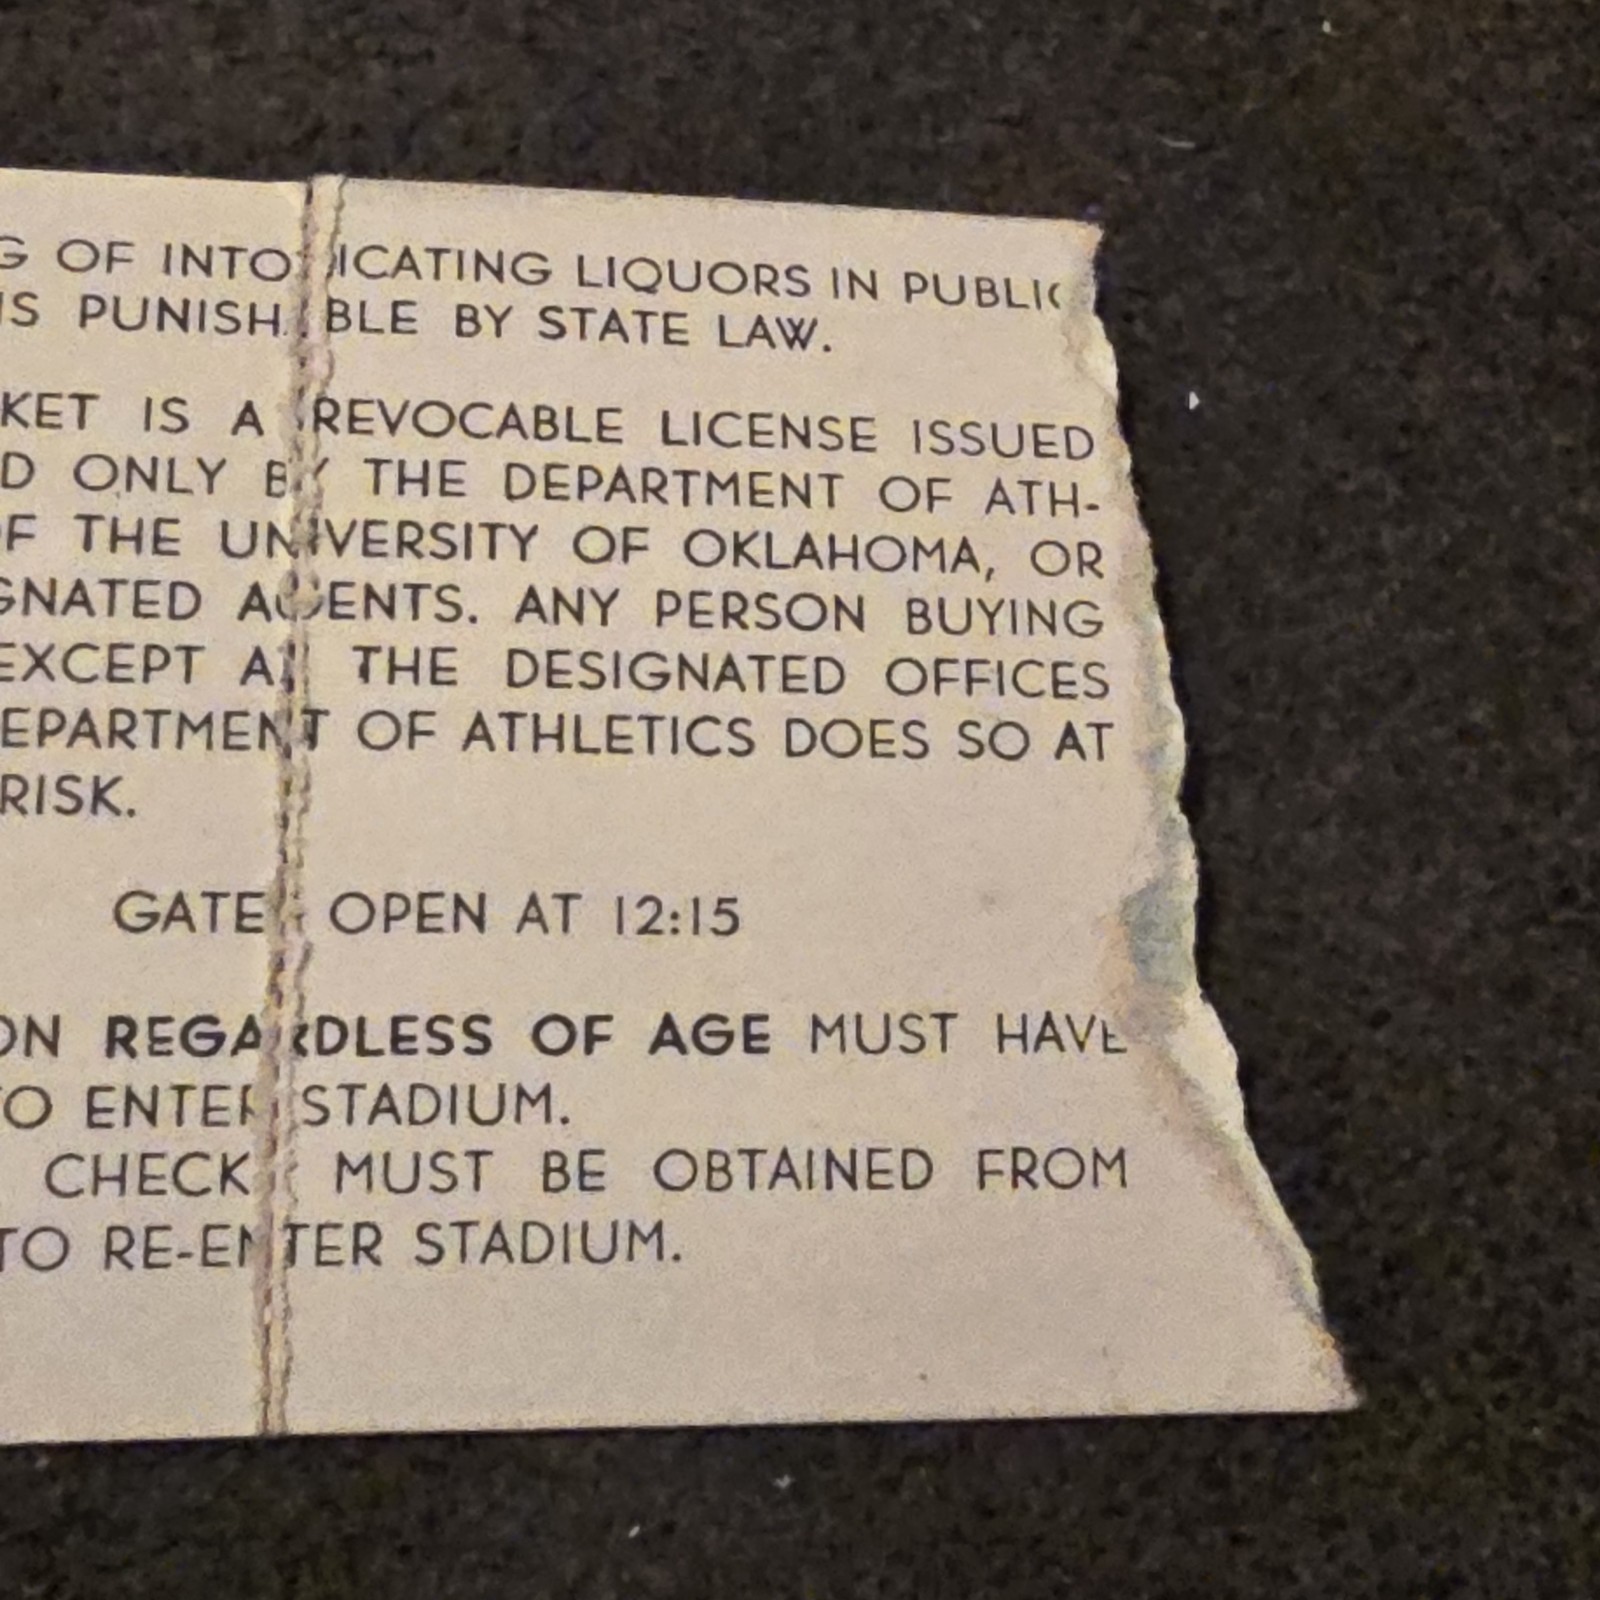 G OF INTOXICATING LIQUORS IN PUBLIC
IS PUNISHABLE BY STATE LAW.
KET IS A REVOCABLE LICENSE ISSUED
D ONLY BY THE DEPARTMENT OF ATH-
OF THE UNIVERSITY OF OKLAHOMA, OR
GNATED AGENTS. ANY PERSON BUYING
EXCEPT AT THE DESIGNATED OFFICES
EPARTMENT OF ATHLETICS DOES SO AT
RISK.
GATES OPEN AT 12:15
ON REGARDLESS OF AGE MUST HAVE
TO ENTER STADIUM.
CHECKS MUST BE OBTAINED FROM
TO RE-ENTER STADIUM.